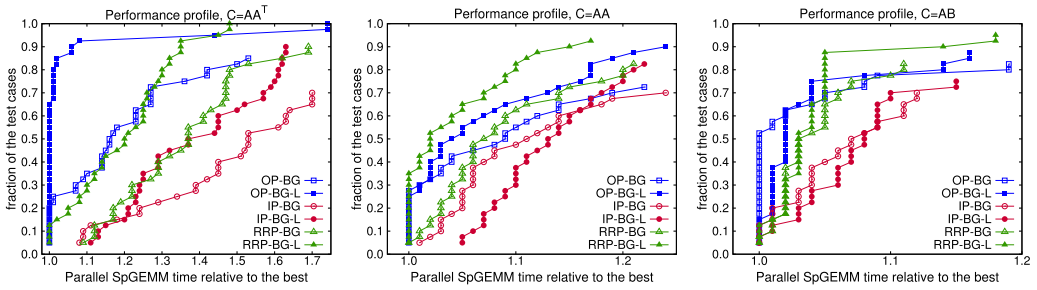 Performance profile, C=AAᵀ
fraction of the test cases
1.0
0.9
0.8
0.7
0.6
0.5
0.4
0.3
0.2
0.1
0.0
OP-BG
OP-BG-L
IP-BG
IP-BG-L
RRP-BG
RRP-BG-L
1.0 1.1 1.2 1.3 1.4 1.5 1.6 1.7
Parallel SpGEMM time relative to the best
Performance profile, C=AA
fraction of the test cases
1.0
0.9
0.8
0.7
0.6
0.5
0.4
0.3
0.2
0.1
0.0
OP-BG
OP-BG-L
IP-BG
IP-BG-L
RRP-BG
RRP-BG-L
1.0 1.1 1.2
Parallel SpGEMM time relative to the best
Performance profile, C=AB
fraction of the test cases
1.0
0.9
0.8
0.7
0.6
0.5
0.4
0.3
0.2
0.1
0.0
OP-BG
OP-BG-L
IP-BG
IP-BG-L
RRP-BG
RRP-BG-L
1.0 1.1 1.2
Parallel SpGEMM time relative to the best